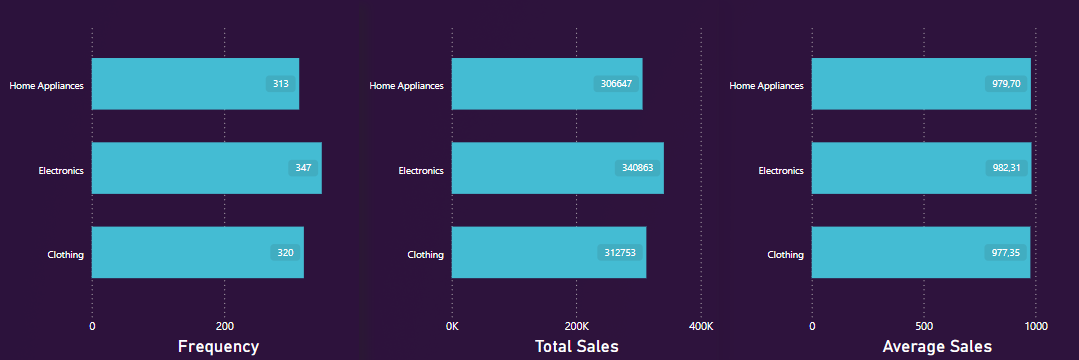 Home Appliances 313
Electronics 347
Clothing 320
0 200
Frequency
Home Appliances 306647
Electronics 340863
Clothing 312753
0K 200K 400K
Total Sales
Home Appliances 979,70
Electronics 982,31
Clothing 977,35
0 500 1000
Average Sales